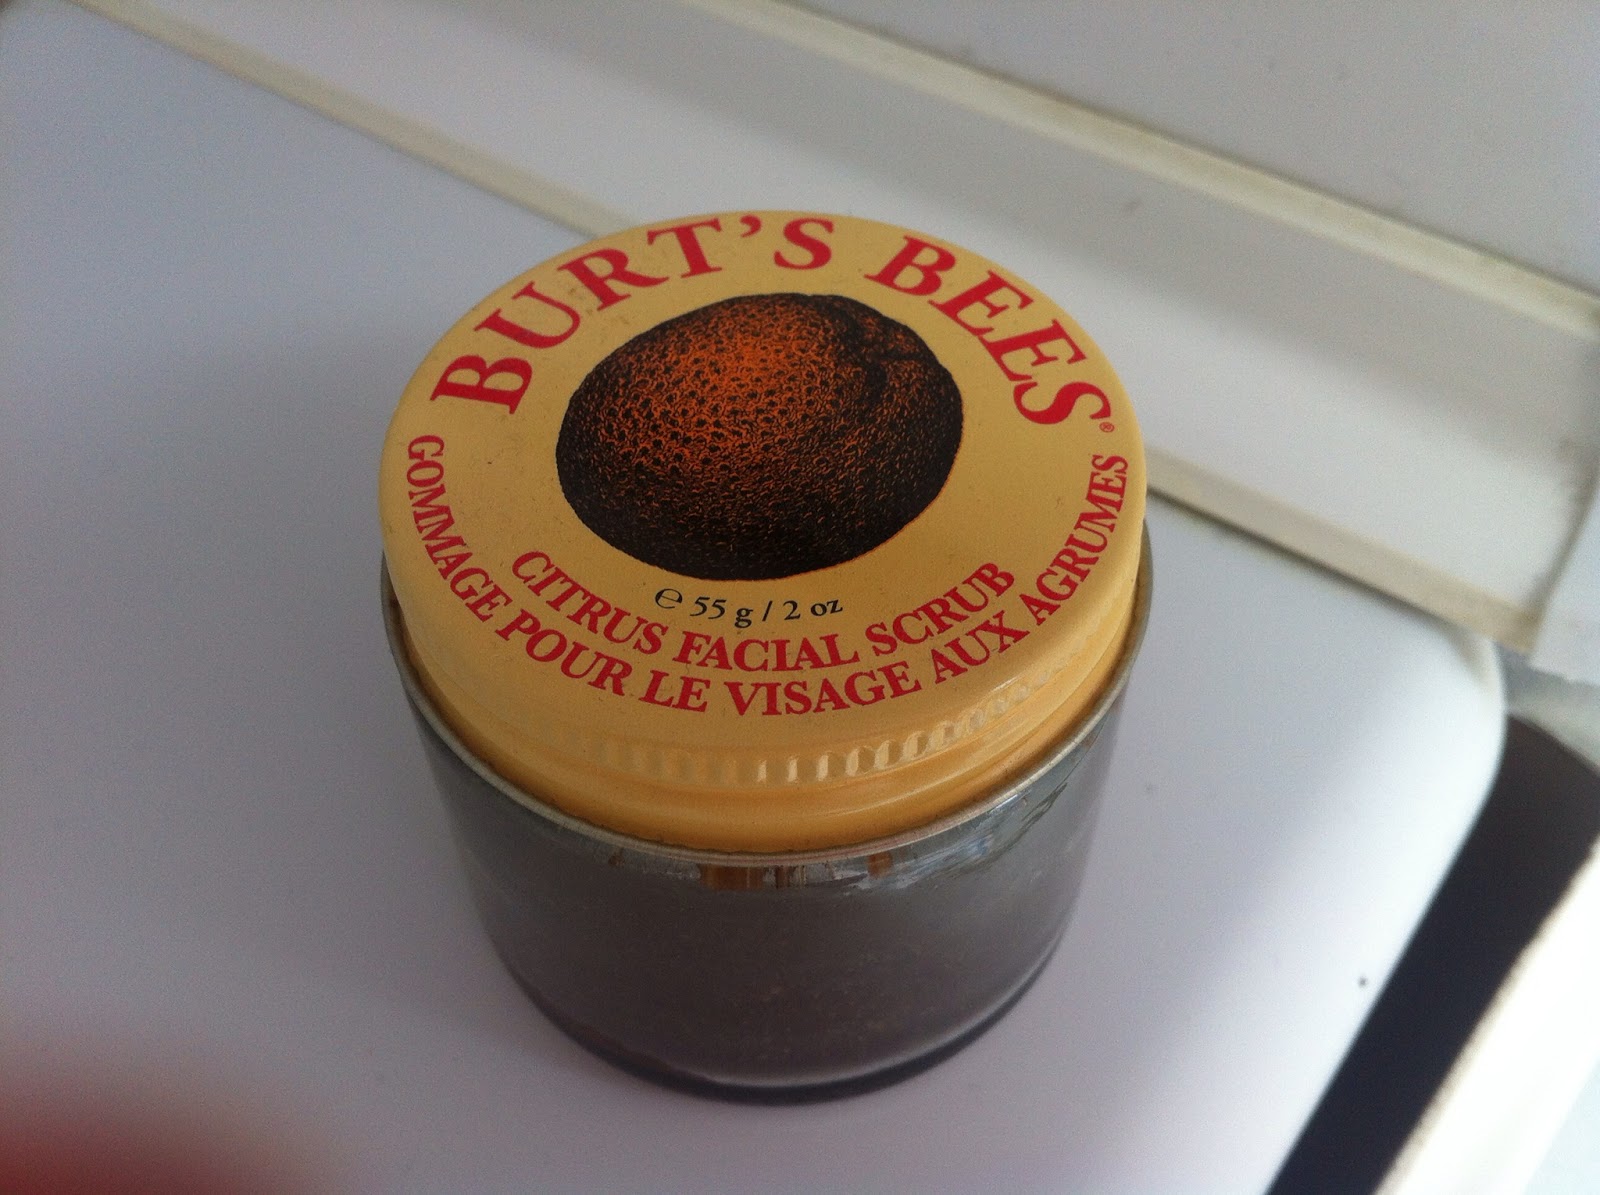 BURT'S BEES®
℮ 55 g / 2 oz
CITRUS FACIAL SCRUB
GOMMAGE POUR LE VISAGE AUX AGRUMES